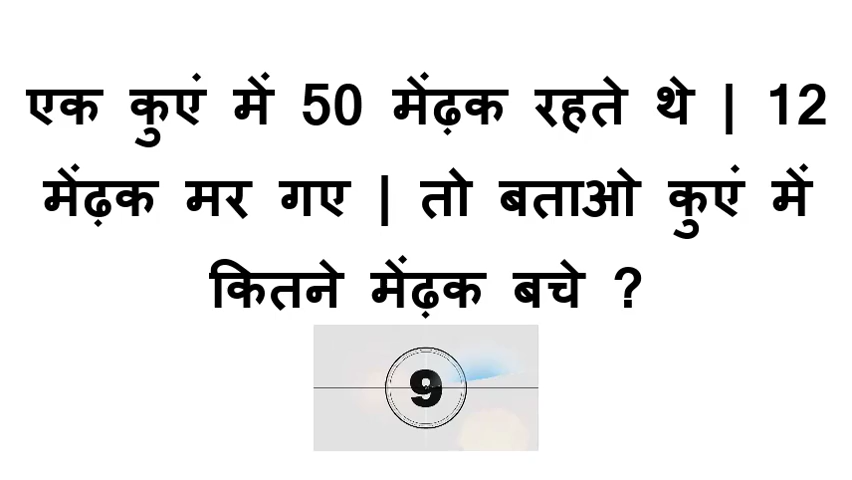 एक कुएं में 50 मेंढ़क रहते थे | 12
मेंढ़क मर गए | तो बताओ कुएं में
कितने मेंढ़क बचे ?
9